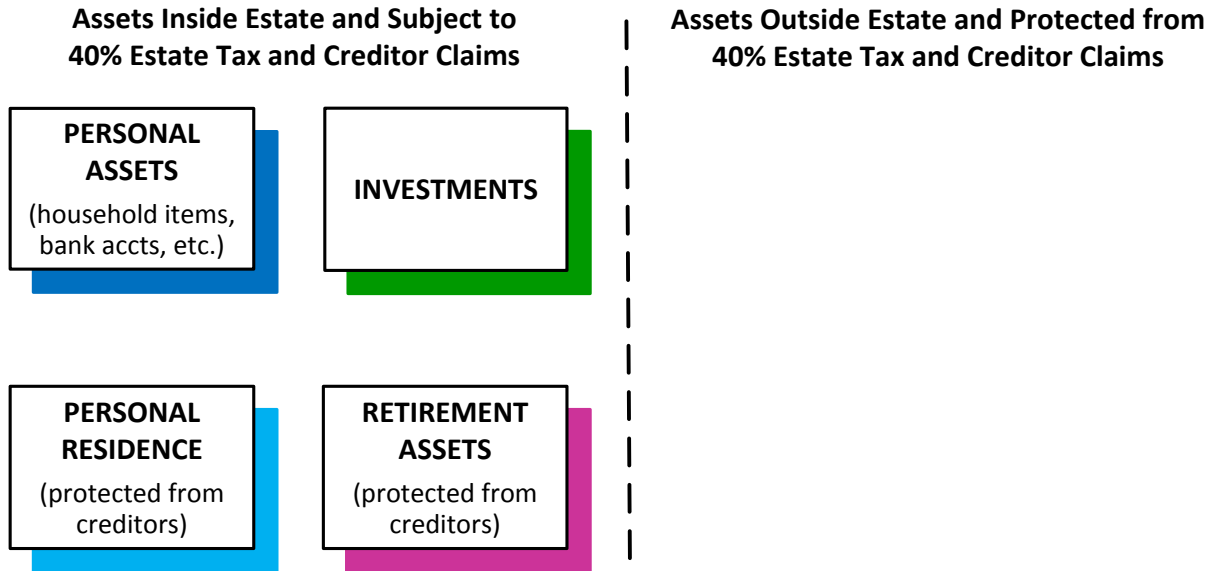 Assets Inside Estate and Subject to
40% Estate Tax and Creditor Claims
Assets Outside Estate and Protected from
40% Estate Tax and Creditor Claims
PERSONAL
ASSETS
(household items,
bank accts, etc.)
INVESTMENTS
PERSONAL
RESIDENCE
(protected from
creditors)
RETIREMENT
ASSETS
(protected from
creditors)